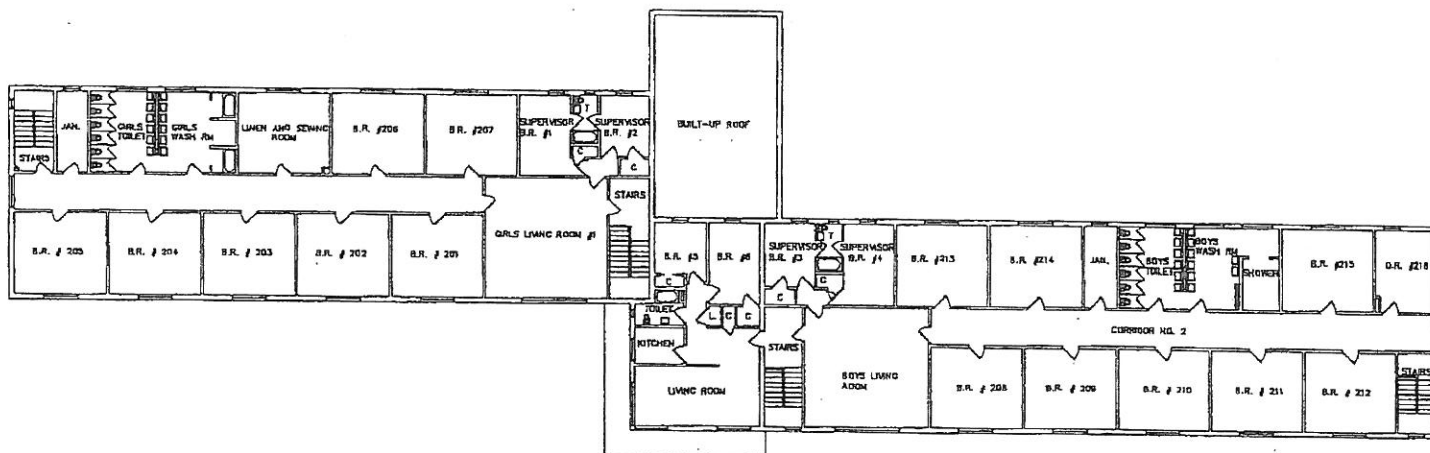 BUILT-UP ROOF
STAIRS
JAN.
GIRLS
TOILET
GIRLS
WASH RM
LINEN AND SEWING
ROOM
B.R. #206
B.R. #207
SUPERVISOR
B.R. #1
T
SUPERVISOR
B.R. #2
C
C
STAIRS
B.R. # 205
B.R. # 204
B.R. # 203
B.R. # 202
B.R. # 201
GIRLS LIVING ROOM #1
B.R. #5
B.R. #6
C
TOILET
L
C
C
KITCHEN
LIVING ROOM
SUPERVISOR
B.R. #3
T
SUPERVISOR
B.R. #4
C
C
B.R. #213
B.R. #214
JAN.
BOYS
TOILET
BOYS
WASH RM
SHOWER
B.R. #215
B.R. #216
CORRIDOR NO. 2
STAIRS
BOYS LIVING
ROOM
B.R. # 208
B.R. # 209
B.R. # 210
B.R. # 211
B.R. # 212
STAIRS